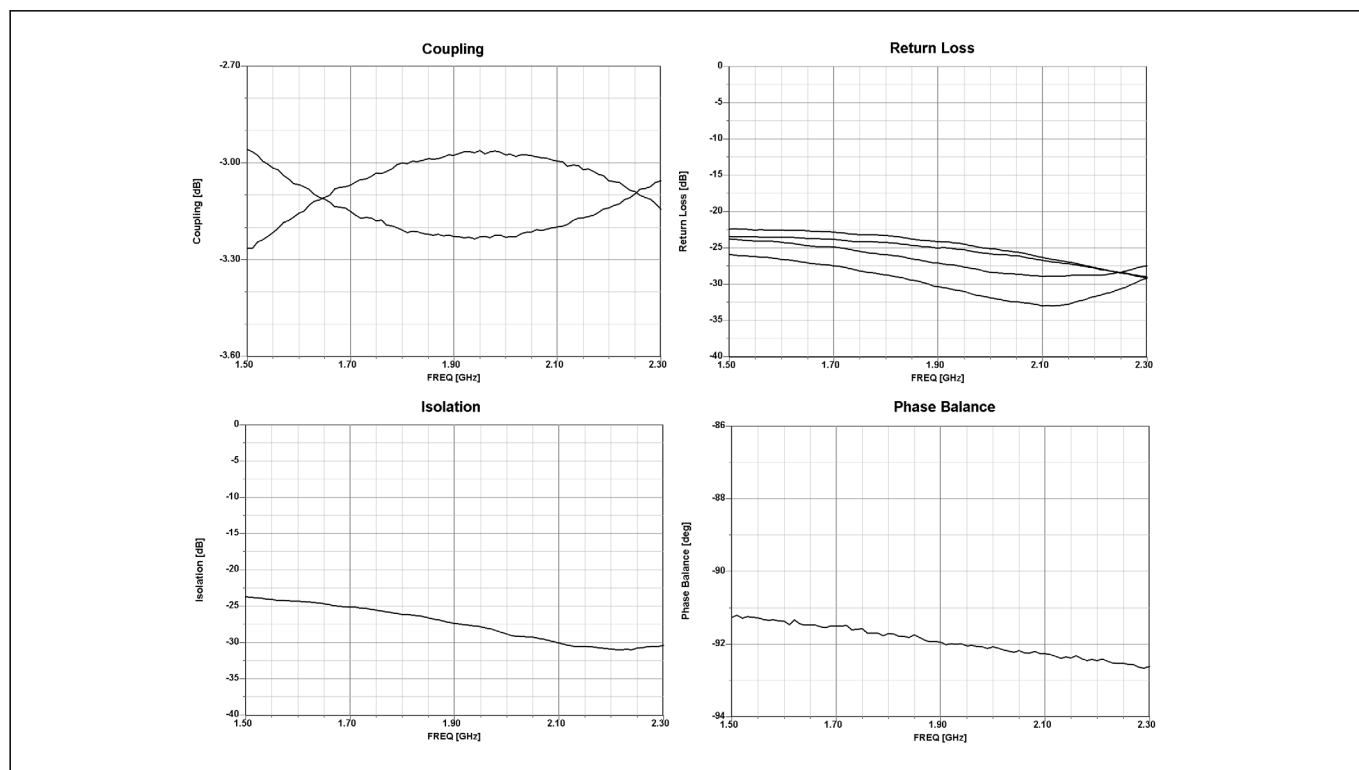 Coupling
-2.70
-3.00
-3.30
-3.60
Coupling [dB]
1.50 1.70 1.90 2.10 2.30
FREQ [GHz]
Return Loss
0
-5
-10
-15
-20
-25
-30
-35
-40
Return Loss [dB]
1.50 1.70 1.90 2.10 2.30
FREQ [GHz]
Isolation
0
-5
-10
-15
-20
-25
-30
-35
-40
Isolation [dB]
1.50 1.70 1.90 2.10 2.30
FREQ [GHz]
Phase Balance
-86
-88
-90
-92
-94
Phase Balance [deg]
1.50 1.70 1.90 2.10 2.30
FREQ [GHz]